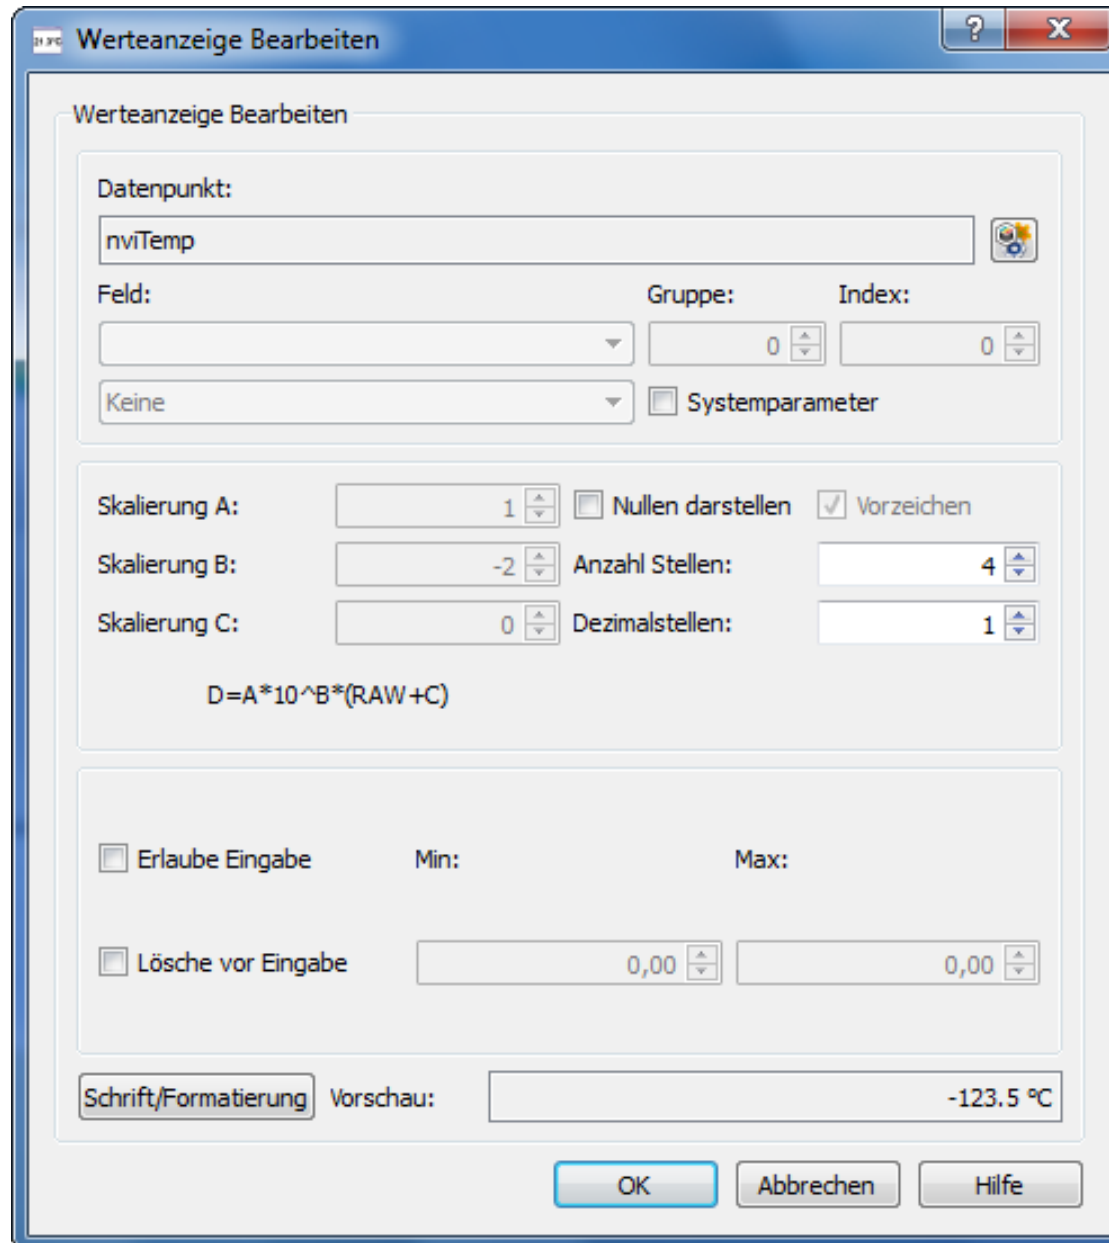 Werteanzeige Bearbeiten
?
Werteanzeige Bearbeiten
Datenpunkt:
nviTemp
Feld: Gruppe: Index:
0 0
Keine Systemparameter
Skalierung A: 1 Nullen darstellen Vorzeichen
Skalierung B: -2 Anzahl Stellen: 4
Skalierung C: 0 Dezimalstellen: 1
D=A*10^B*(RAW+C)
Erlaube Eingabe Min: Max:
Lösche vor Eingabe 0,00 0,00
Schrift/Formatierung Vorschau: -123.5 ºC
OK Abbrechen Hilfe